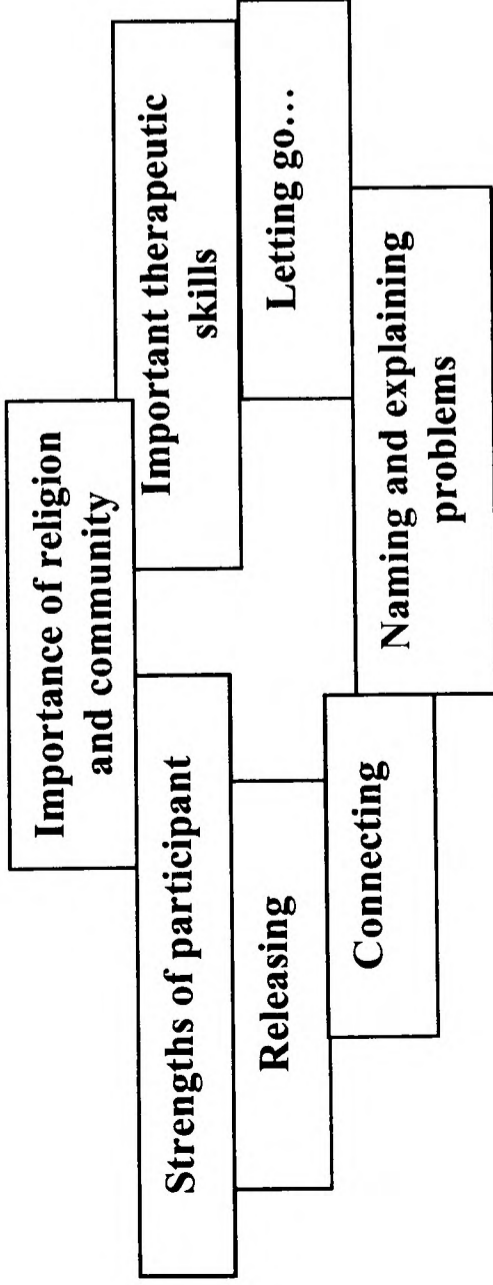 Importance of religion
and community
Important therapeutic
skills
Strengths of participant
Letting go...
Releasing
Connecting
Naming and explaining
problems